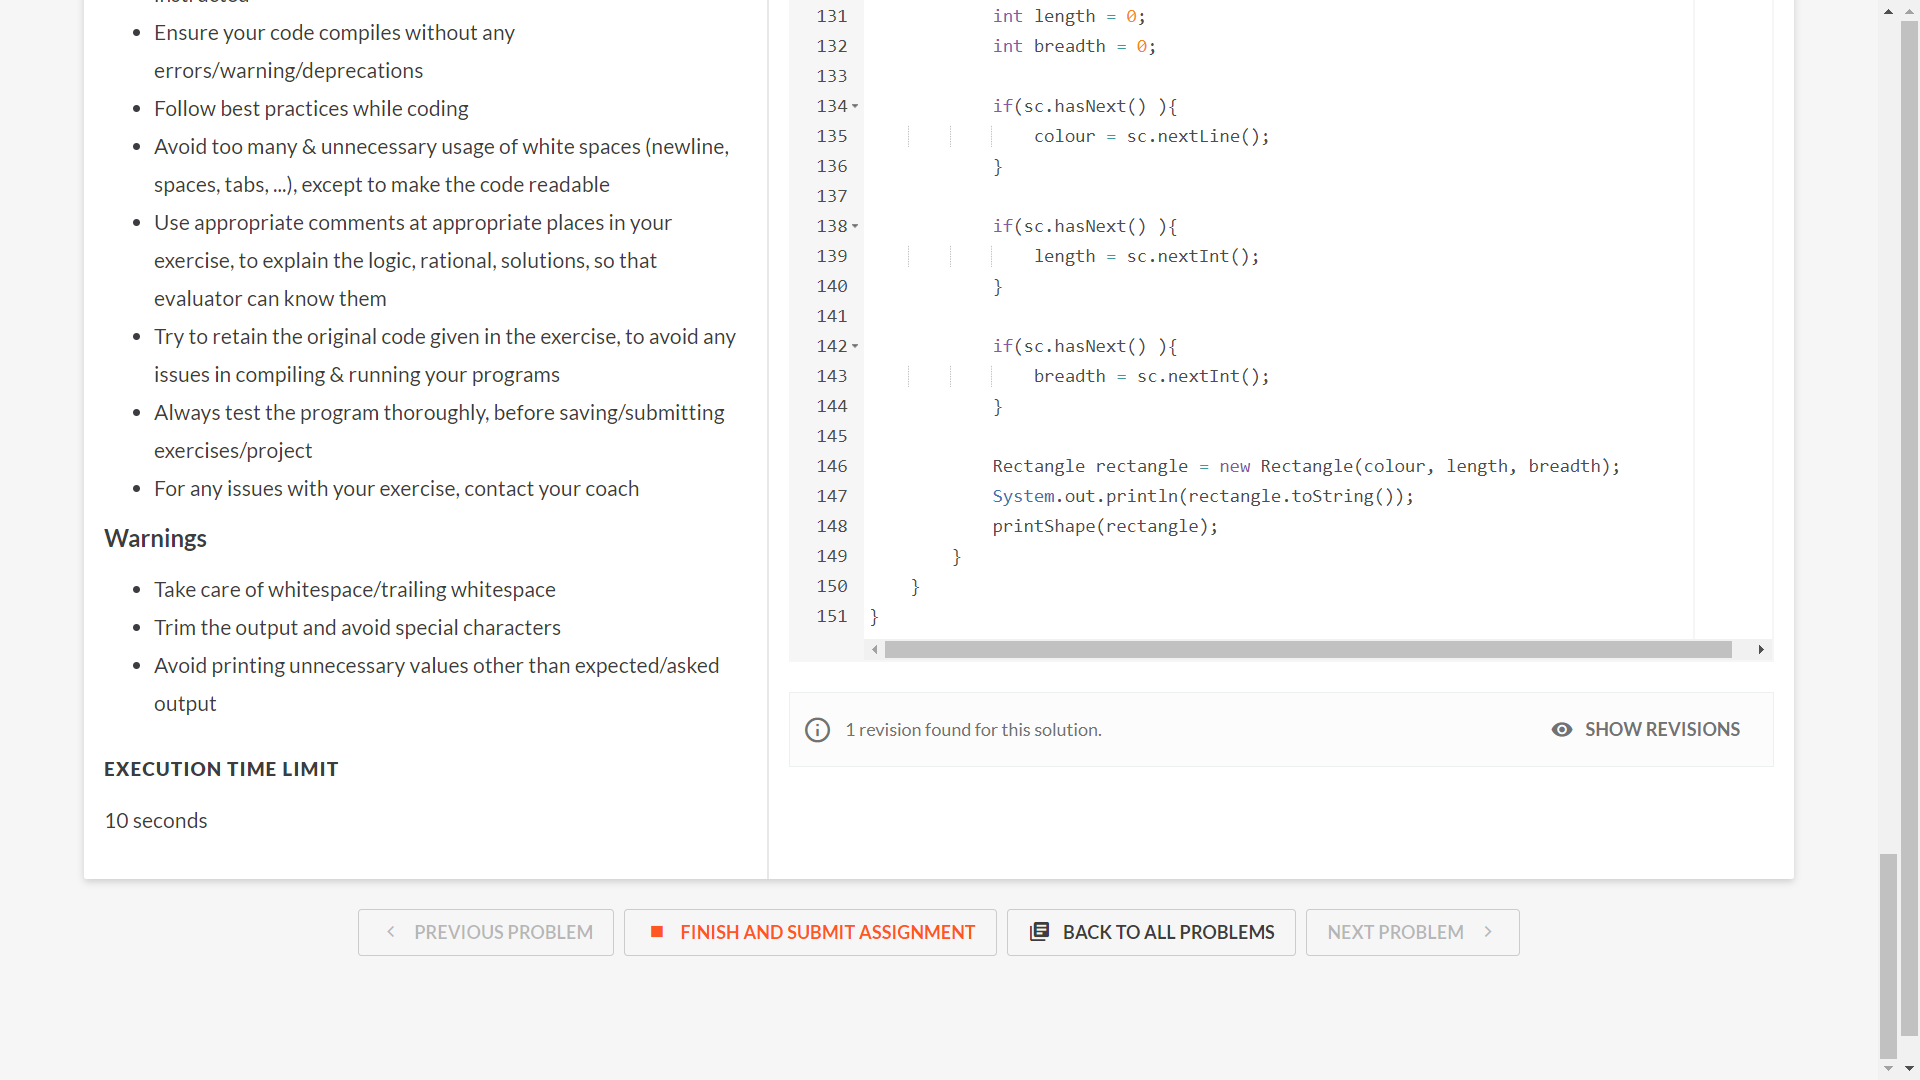 Ensure your code compiles without any
errors/warning/deprecations
Follow best practices while coding
Avoid too many & unnecessary usage of white spaces (newline,
spaces, tabs, ...), except to make the code readable
Use appropriate comments at appropriate places in your
exercise, to explain the logic, rational, solutions, so that
evaluator can know them
Try to retain the original code given in the exercise, to avoid any
issues in compiling & running your programs
Always test the program thoroughly, before saving/submitting
exercises/project
For any issues with your exercise, contact your coach
Warnings
Take care of whitespace/trailing whitespace
Trim the output and avoid special characters
Avoid printing unnecessary values other than expected/asked
output
EXECUTION TIME LIMIT
10 seconds
131 int length = 0;
132 int breadth = 0;
133
134 if(sc.hasNext() ){
135 colour = sc.nextLine();
136 }
137
138 if(sc.hasNext() ){
139 length = sc.nextInt();
140 }
141
142 if(sc.hasNext() ){
143 breadth = sc.nextInt();
144 }
145
146 Rectangle rectangle = new Rectangle(colour, length, breadth);
147 System.out.println(rectangle.toString());
148 printShape(rectangle);
149 }
150 }
151 }
1 revision found for this solution.
SHOW REVISIONS
PREVIOUS PROBLEM
FINISH AND SUBMIT ASSIGNMENT
BACK TO ALL PROBLEMS
NEXT PROBLEM